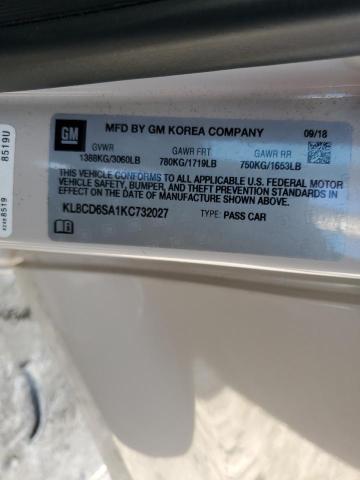 GM
MFD BY GM KOREA COMPANY 09/18
GVWR GAWR FRT GAWR RR
1388KG/3060LB 780KG/1719LB 750KG/1653LB
THIS VEHICLE CONFORMS TO ALL APPLICABLE U.S. FEDERAL MOTOR
VEHICLE SAFETY, BUMPER, AND THEFT PREVENTION STANDARDS IN
EFFECT ON THE DATE OF MANUFACTURE SHOWN ABOVE.
KL8CD6SA1KC732027 TYPE: PASS CAR
8519U
8519